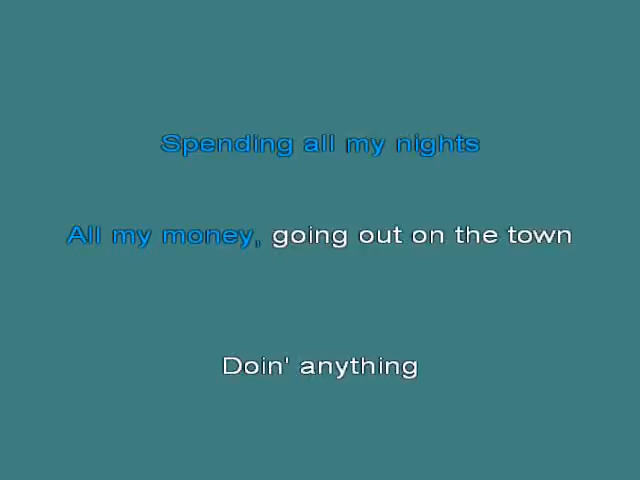 Spending all my nights
All my money, going out on the town
Doin' anything